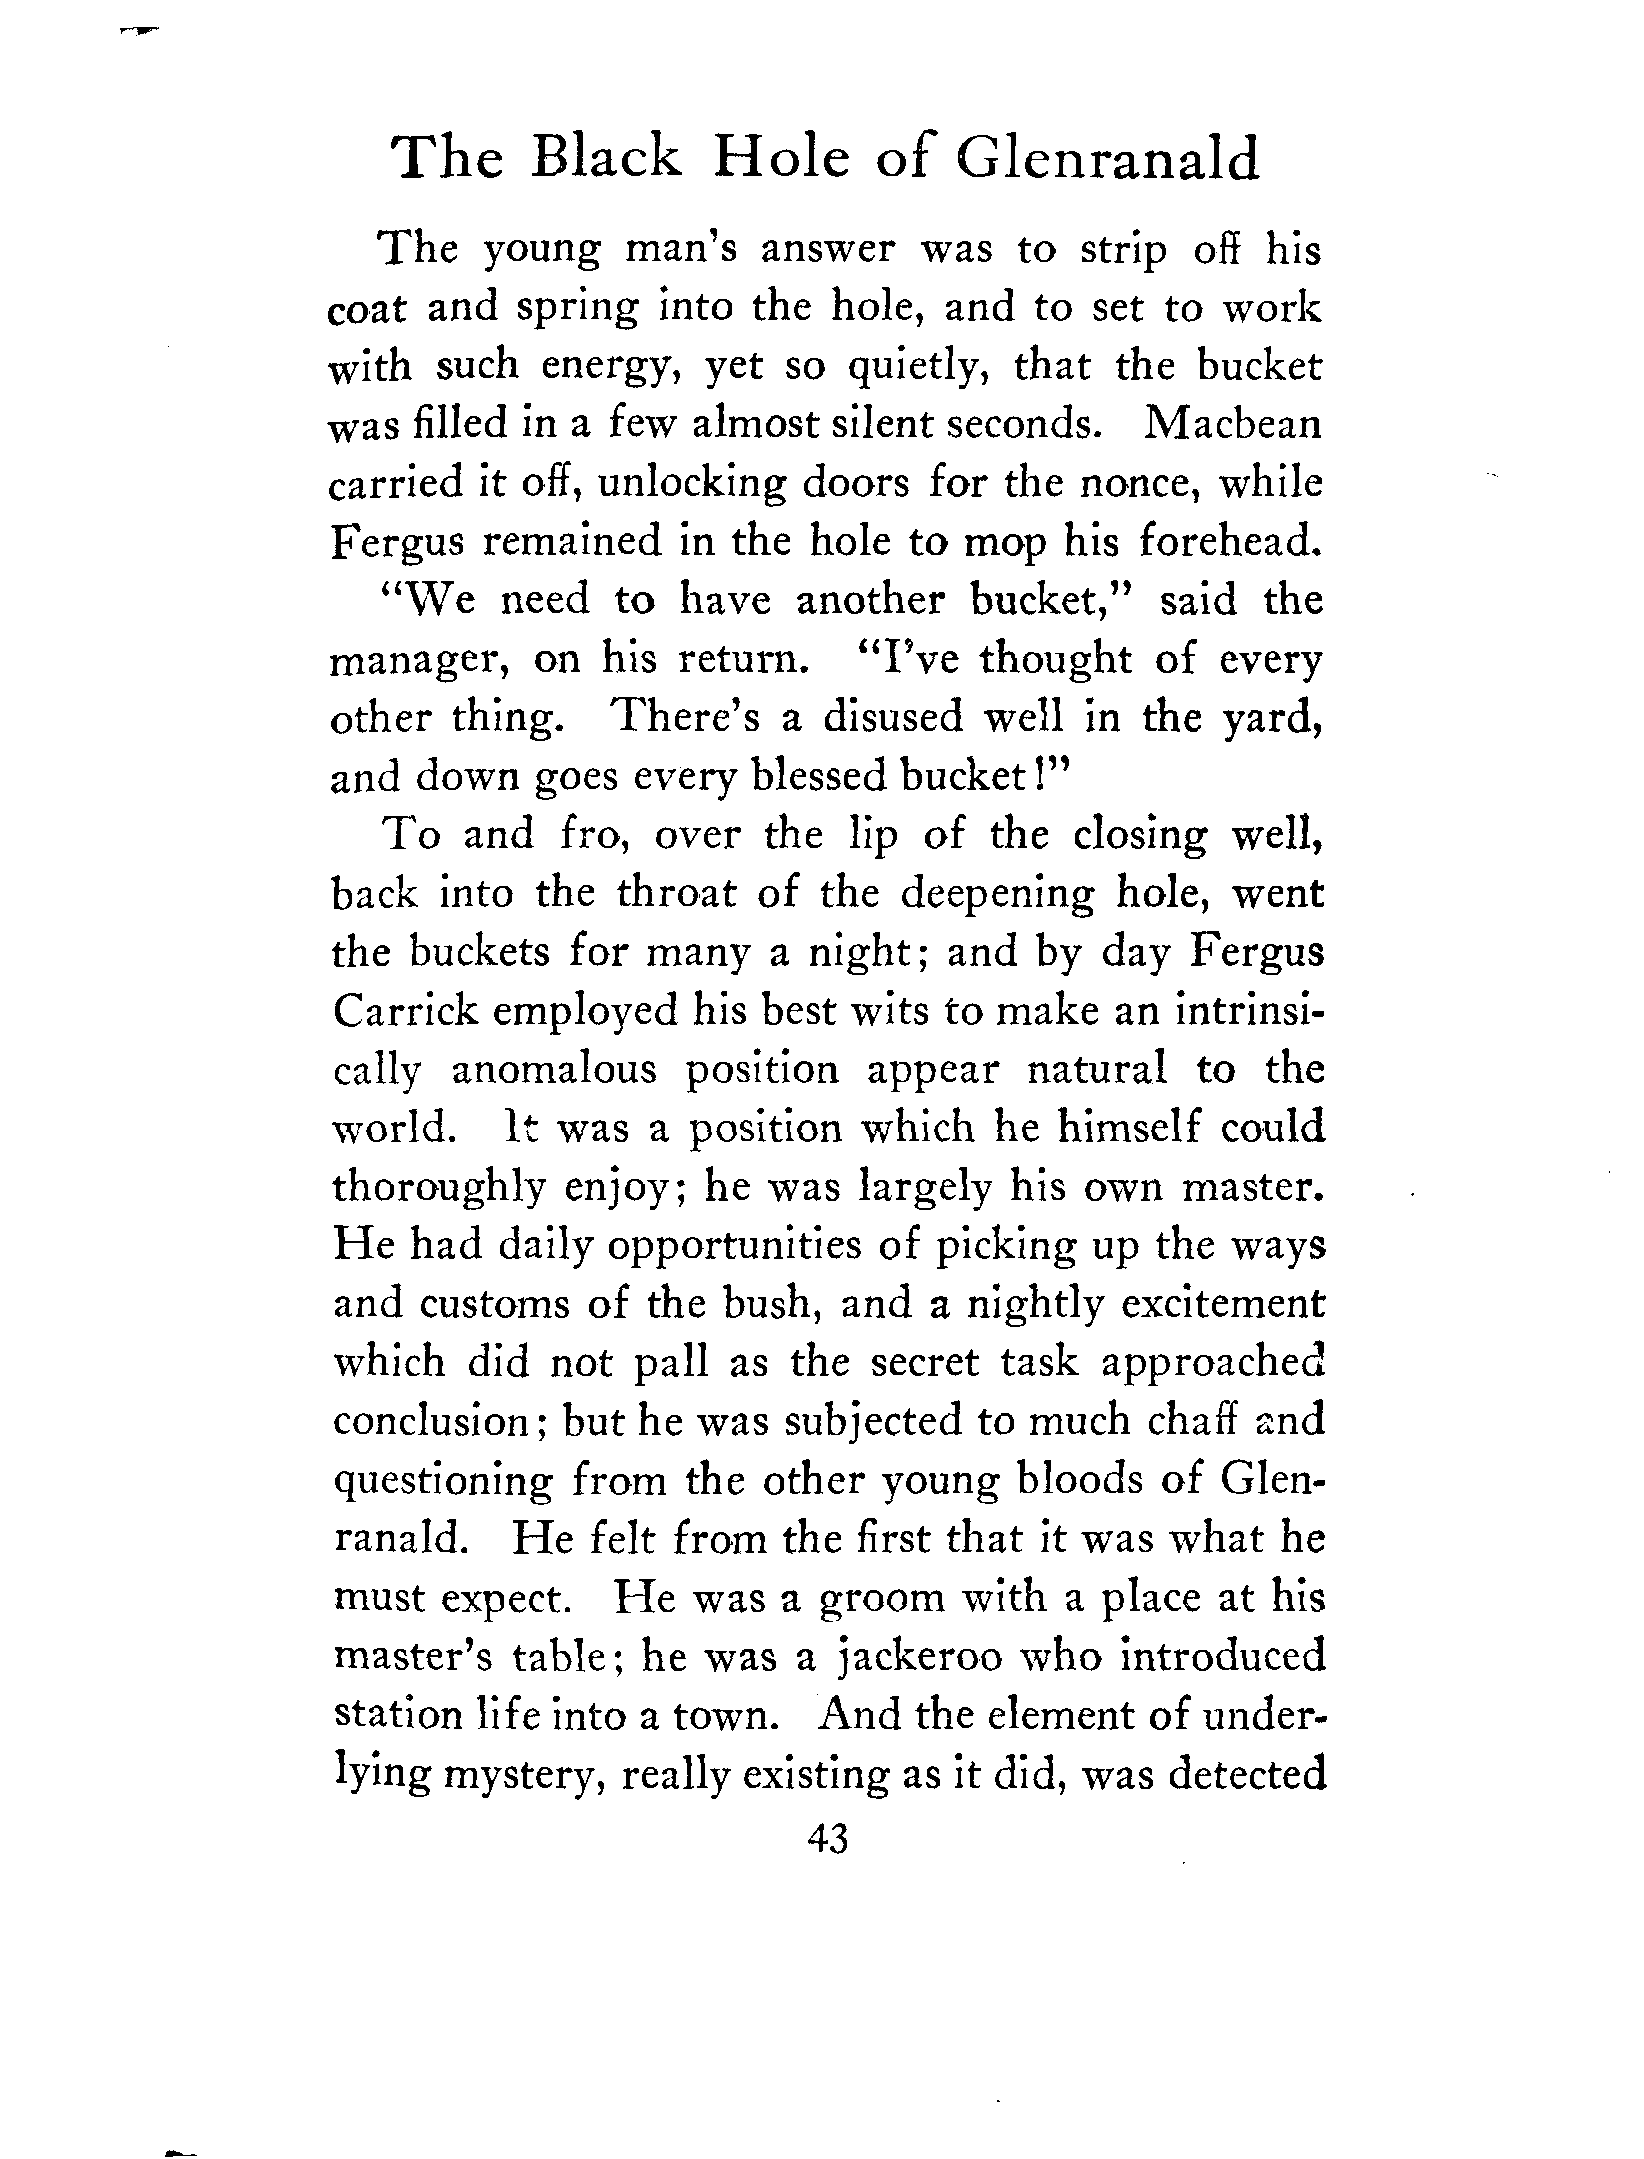 The Black Hole of Glenranald
The young man's answer was to strip off his
coat and spring into the hole, and to set to work
with such energy, yet so quietly, that the bucket
was filled in a few almost silent seconds. Macbean
carried it off, unlocking doors for the nonce, while
Fergus remained in the hole to mop his forehead.
"We need to have another bucket," said the
manager, on his return. "I've thought of every
other thing. There's a disused well in the yard,
and down goes every blessed bucket!"
To and fro, over the lip of the closing well,
back into the throat of the deepening hole, went
the buckets for many a night; and by day Fergus
Carrick employed his best wits to make an intrinsi-
cally anomalous position appear natural to the
world. It was a position which he himself could
thoroughly enjoy; he was largely his own master.
He had daily opportunities of picking up the ways
and customs of the bush, and a nightly excitement
which did not pall as the secret task approached
conclusion; but he was subjected to much chaff and
questioning from the other young bloods of Glen-
ranald. He felt from the first that it was what he
must expect. He was a groom with a place at his
master's table; he was a jackeroo who introduced
station life into a town. And the element of under-
lying mystery, really existing as it did, was detected
43